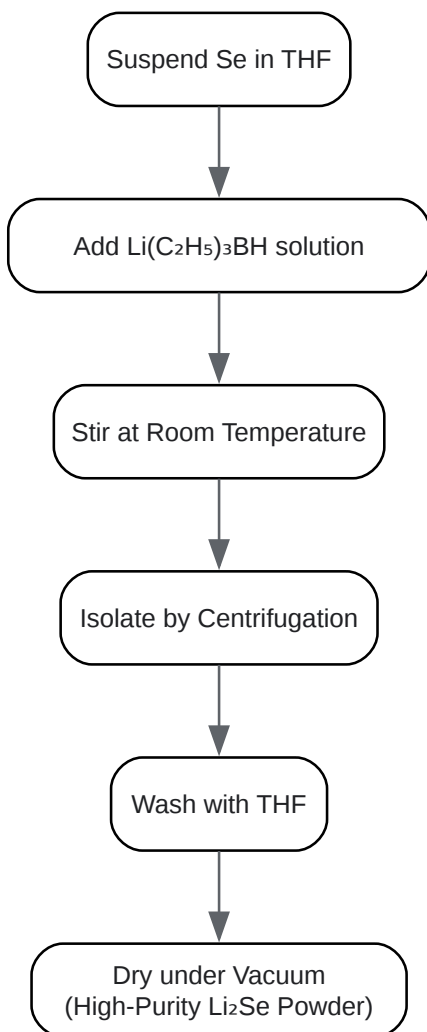 Suspend Se in THF
Add Li(C₂H₅)₃BH solution
Stir at Room Temperature
Isolate by Centrifugation
Wash with THF
Dry under Vacuum
(High-Purity Li₂Se Powder)